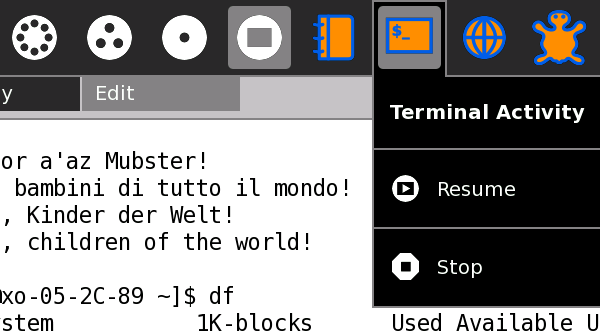 $_
y
Edit
Terminal Activity
or a'az Mubster!
bambini di tutto il mondo!
, Kinder der Welt!
, children of the world!
Resume
Stop
xo-05-2C-89 ~]$ df
stem 1K-blocks Used Available U